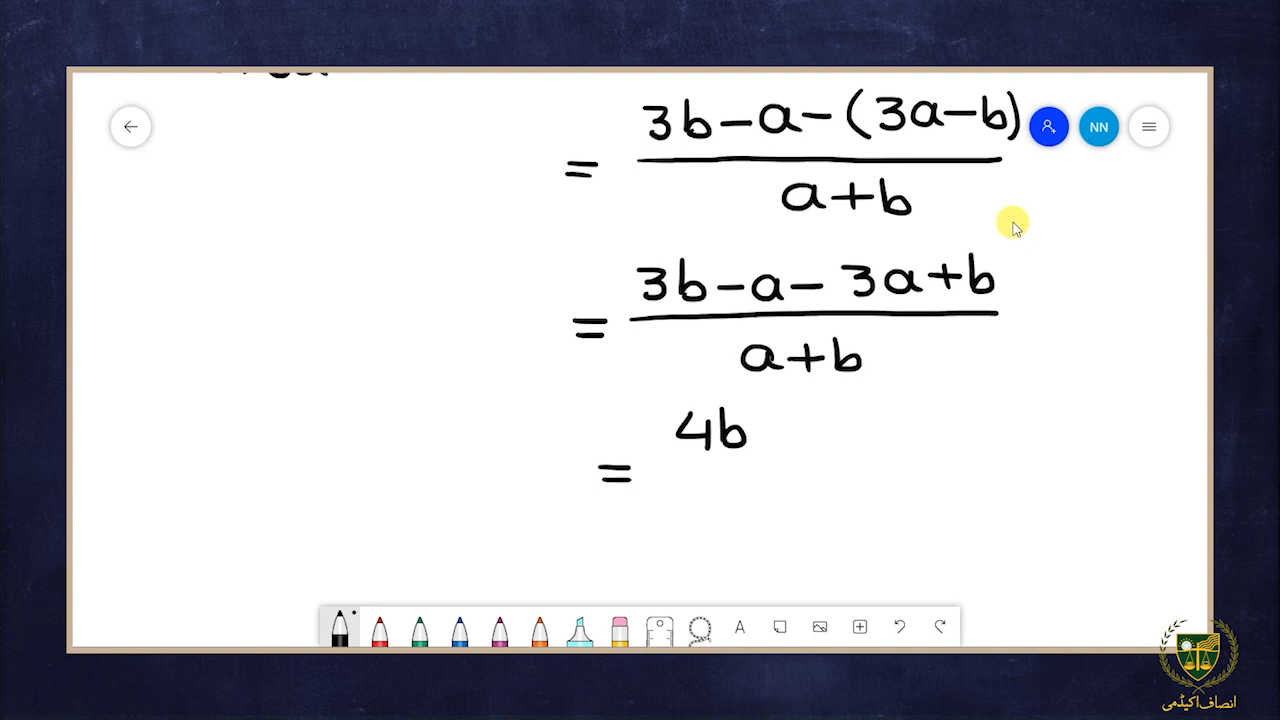 3b-a-(3a-b)
=
a+b
NN
3b-a-3a+b
=
a+b
4b
=
A
انصاف اکیڈمی